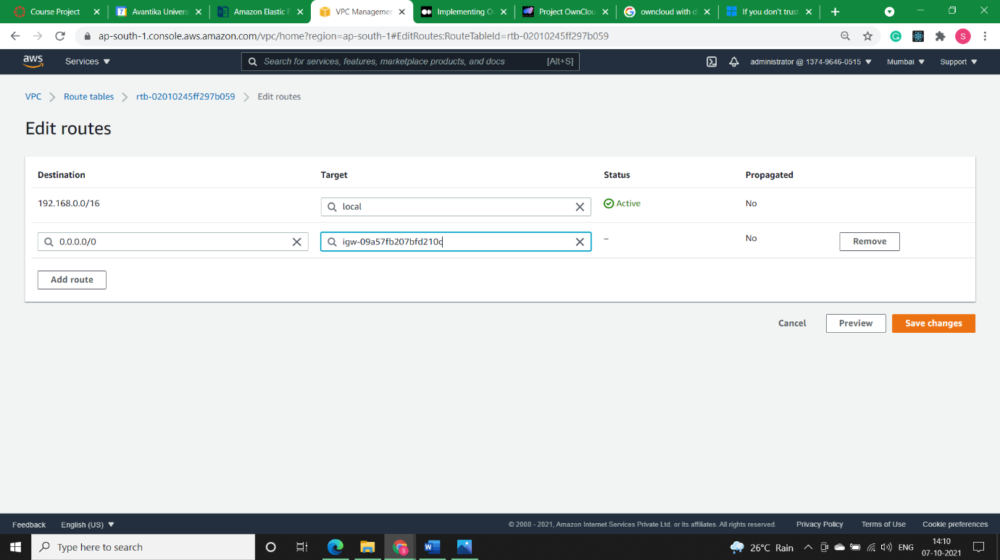 Course Project
Avantika Univers
Amazon Elastic F
VPC Managemen
Implementing O
Project OwnClou
owncloud with d
If you don't trust
ap-south-1.console.aws.amazon.com/vpc/home?region=ap-south-1#EditRoutes:RouteTableId=rtb-02010245ff297b059
S
aws
Services
Search for services, features, marketplace products, and docs
[Alt+S]
administrator @ 1374-9646-0515
Mumbai
Support
VPC
Route tables
rtb-02010245ff297b059
Edit routes
Edit routes
Destination
Target
Status
Propagated
192.168.0.0/16
local
Active
No
0.0.0.0/0
igw-09a57fb207bfd210c
–
No
Remove
Add route
Cancel
Preview
Save changes
Feedback
English (US)
© 2008 - 2021, Amazon Internet Services Private Ltd. or its affiliates. All rights reserved.
Privacy Policy
Terms of Use
Cookie preferences
Type here to search
26°C Rain
ENG
14:10
07-10-2021